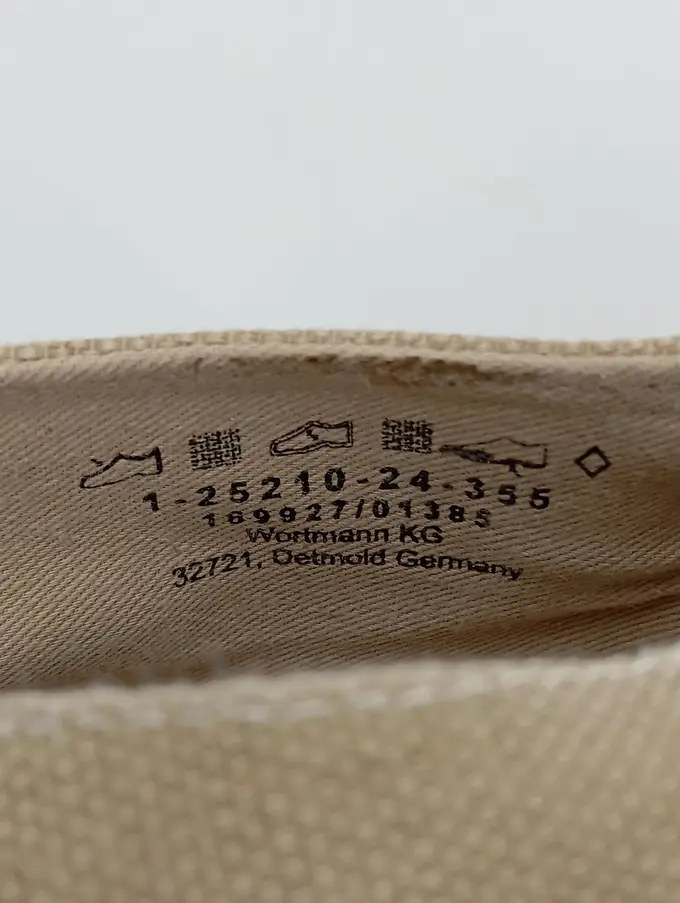 1-25210-24-355
169927/01385
Wortmann KG
32721, Detmold Germany